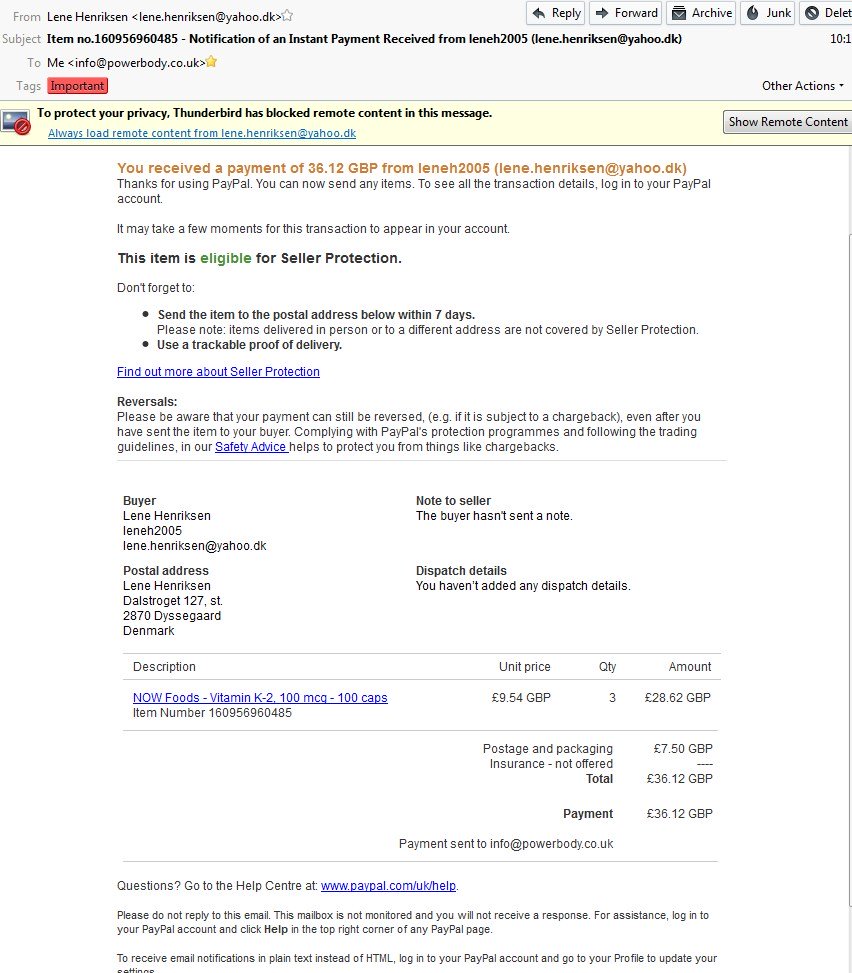 From Lene Henriksen <lene.henriksen@yahoo.dk>
Reply Forward Archive Junk
Subject Item no.160956960485 - Notification of an Instant Payment Received from leneh2005 (lene.henriksen@yahoo.dk) 10:1
To Me <info@powerbody.co.uk>
Tags Important Other Actions
To protect your privacy, Thunderbird has blocked remote content in this message.
Show Remote Content
Always load remote content from lene.henriksen@yahoo.dk
You received a payment of 36.12 GBP from leneh2005 (lene.henriksen@yahoo.dk)
Thanks for using PayPal. You can now send any items. To see all the transaction details, log in to your PayPal
account.
It may take a few moments for this transaction to appear in your account.
This item is eligible for Seller Protection.
Don't forget to:
Send the item to the postal address below within 7 days.
Please note: items delivered in person or to a different address are not covered by Seller Protection.
Use a trackable proof of delivery.
Find out more about Seller Protection
Reversals:
Please be aware that your payment can still be reversed, (e.g. if it is subject to a chargeback), even after you
have sent the item to your buyer. Complying with PayPal's protection programmes and following the trading
guidelines, in our Safety Advice helps to protect you from things like chargebacks.
Buyer
Lene Henriksen
leneh2005
lene.henriksen@yahoo.dk
Note to seller
The buyer hasn't sent a note.
Postal address
Lene Henriksen
Dalstroget 127, st.
2870 Dyssegaard
Denmark
Dispatch details
You haven't added any dispatch details.
Description Unit price Qty Amount
NOW Foods - Vitamin K-2, 100 mcg - 100 caps £9.54 GBP 3 £28.62 GBP
Item Number 160956960485
Postage and packaging £7.50 GBP
Insurance - not offered ----
Total £36.12 GBP
Payment £36.12 GBP
Payment sent to info@powerbody.co.uk
Questions? Go to the Help Centre at: www.paypal.com/uk/help.
Please do not reply to this email. This mailbox is not monitored and you will not receive a response. For assistance, log in to
your PayPal account and click Help in the top right corner of any PayPal page.
To receive email notifications in plain text instead of HTML, log in to your PayPal account and go to your Profile to update your
settings.